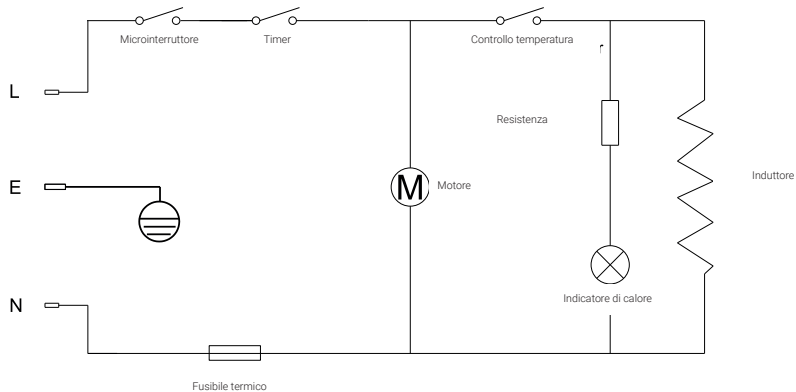 Microinterruttore
Timer
Controllo temperatura
r
L
Resistenza
Induttore
E
M
Motore
Indicatore di calore
N
Fusibile termico